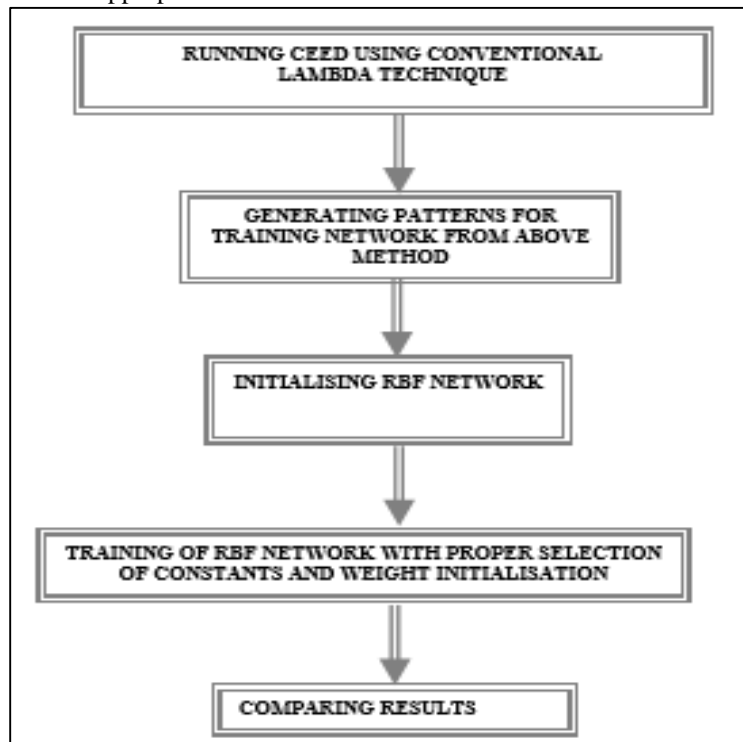 RUNNING CEED USING CONVENTIONAL
LAMBDA TECHNIQUE
GENERATING PATTERNS FOR
TRAINING NETWORK FROM ABOVE
METHOD
INITIALISING RBF NETWORK
TRAINING OF RBF NETWORK WITH PROPER SELECTION
OF CONSTANTS AND WEIGHT INITIALISATION
COMPARING RESULTS